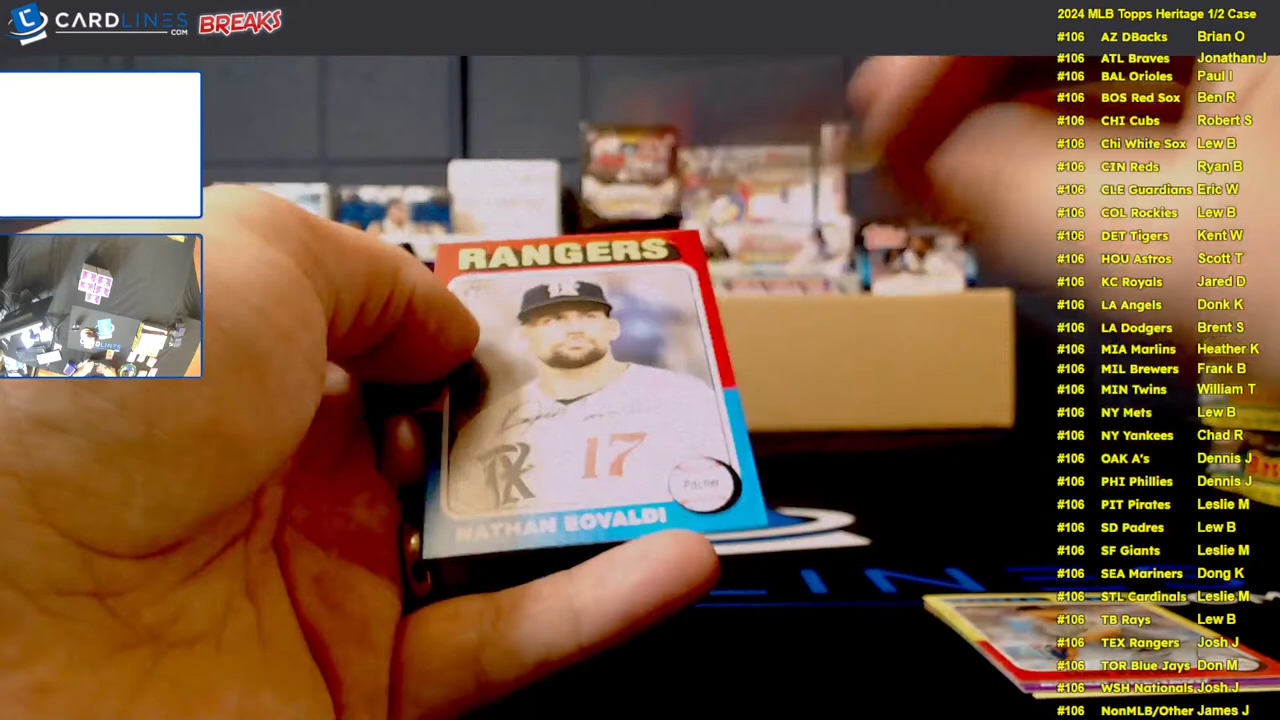 CARDLINES
.COM
BREAKS
2024 MLB Topps Heritage 1/2 Case
#106 AZ DBacks Brian O
#106 ATL Braves Jonathan J
#106 BAL Orioles Paul I
#106 BOS Red Sox Ben R
#106 CHI Cubs Robert S
#106 Chi White Sox Lew B
#106 CIN Reds Ryan B
#106 CLE Guardians Eric W
#106 COL Rockies Lew B
#106 DET Tigers Kent W
#106 HOU Astros Scott T
#106 KC Royals Jared D
#106 LA Angels Donk K
#106 LA Dodgers Brent S
#106 MIA Marlins Heather K
#106 MIL Brewers Frank B
#106 MIN Twins William T
#106 NY Mets Lew B
#106 NY Yankees Chad R
#106 OAK A's Dennis J
#106 PHI Phillies Dennis J
#106 PIT Pirates Leslie M
#106 SD Padres Lew B
#106 SF Giants Leslie M
#106 SEA Mariners Dong K
#106 STL Cardinals Leslie M
#106 TB Rays Lew B
#106 TEX Rangers Josh J
#106 TOR Blue Jays Don M
#106 WSH Nationals Josh J
#106 NonMLB/Other James J
RANGERS
TX
17
Pitcher
NATHAN EOVALDI
LINES